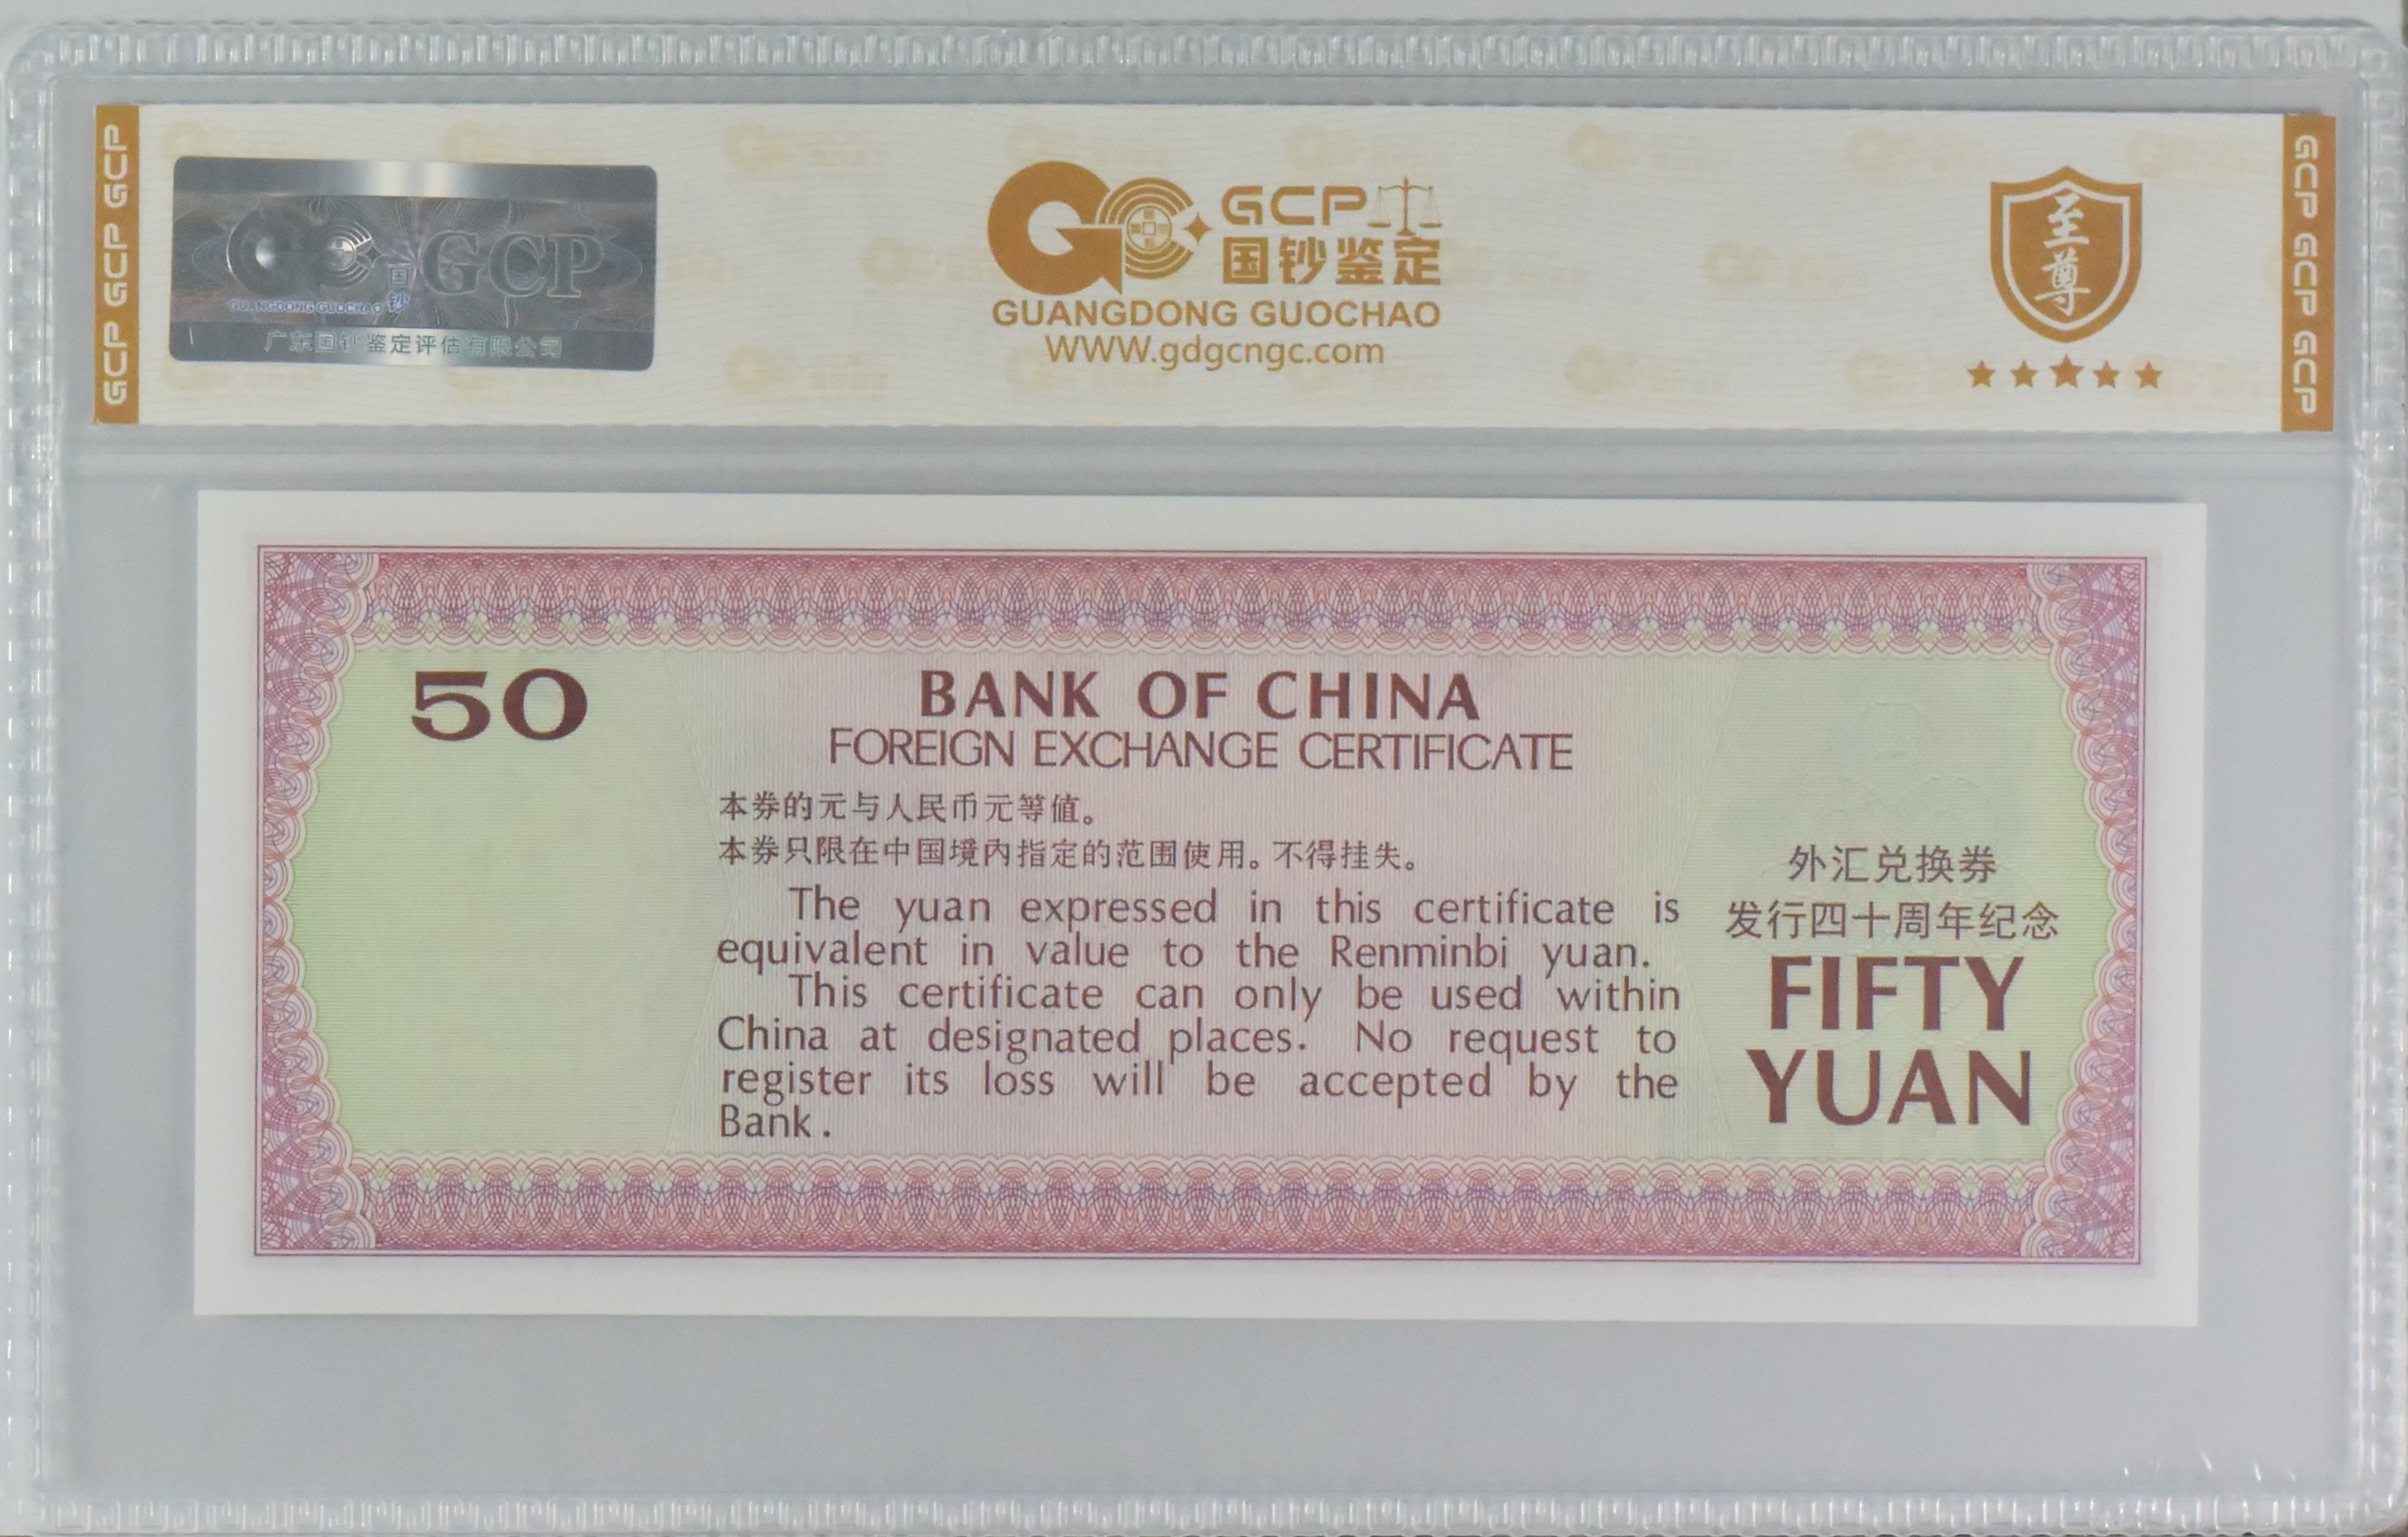 GCP GCP GCP
国钞
GCP
GUANGDONG GUOCHAO
广东国钞鉴定评估有限公司
GCP
国钞鉴定
GUANGDONG GUOCHAO
WWW.gdgcngc.com
至尊
GCP GCP GCP
50
BANK OF CHINA
FOREIGN EXCHANGE CERTIFICATE
本券的元与人民币元等值。
本券只限在中国境内指定的范围使用。不得挂失。
The yuan expressed in this certificate is
equivalent in value to the Renminbi yuan.
This certificate can only be used within
China at designated places. No request to
register its loss will be accepted by the
Bank.
外汇兑换券
发行四十周年纪念
FIFTY
YUAN